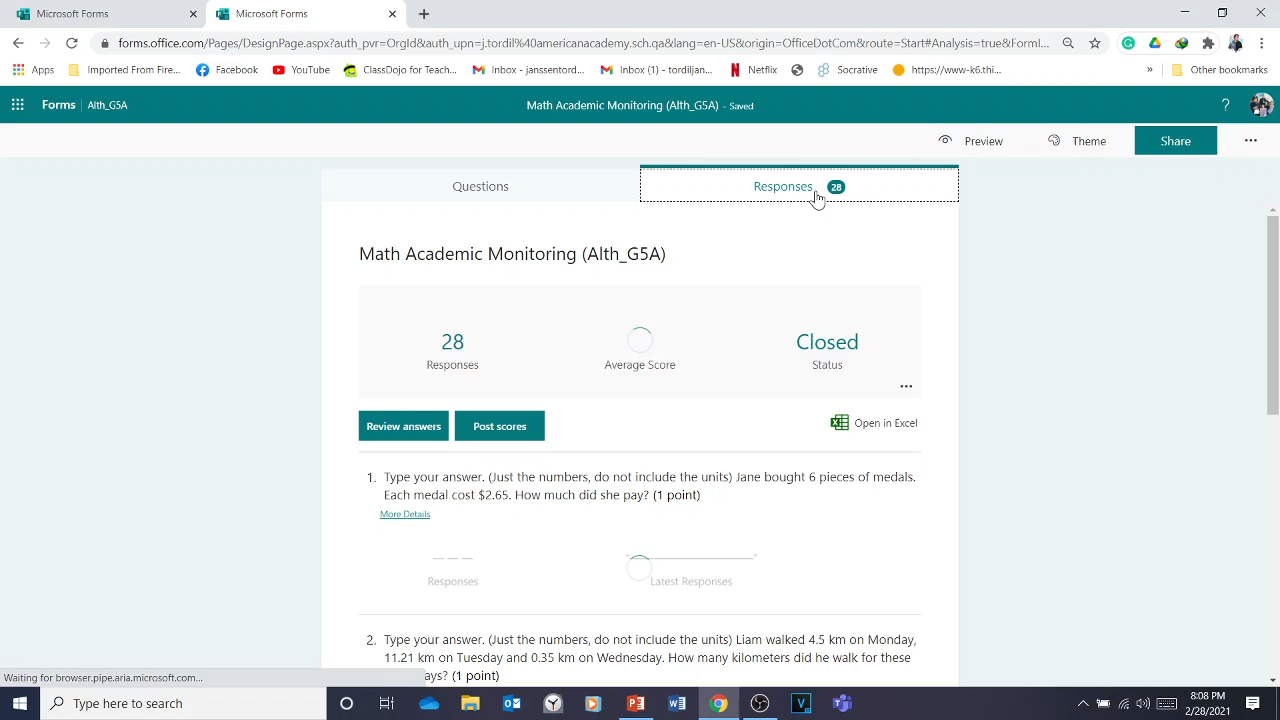 Microsoft Forms
Microsoft Forms
forms.office.com/Pages/DesignPage.aspx?auth_pvr=OrgId&auth_upn=j.tordil%40americanacademy.sch.qa&lang=en-US&origin=OfficeDotCom&route=Start#Analysis=true&FormI...
Apps
Imported From Fire...
Facebook
YouTube
ClassDojo for Teach...
Inbox - janssentord...
Inbox (1) - tordiljan...
Netflix
Socrative
https://www-k6.thi...
»
Other bookmarks
Forms
Alth_G5A
Math Academic Monitoring (Alth_G5A) - Saved
?
Preview
Theme
Share
Questions
Responses 28
Math Academic Monitoring (Alth_G5A)
28
Responses
Average Score
Closed
Status
Review answers
Post scores
Open in Excel
1. Type your answer. (Just the numbers, do not include the units) Jane bought 6 pieces of medals.
Each medal cost $2.65. How much did she pay? (1 point)
More Details
Responses
Latest Responses
2. Type your answer. (Just the numbers, do not include the units) Liam walked 4.5 km on Monday,
11.21 km on Tuesday and 0.35 km on Wednesday. How many kilometers did he walk for these
ays? (1 point)
Waiting for browser.pipe.aria.microsoft.com...
Type here to search
8:08 PM
2/28/2021